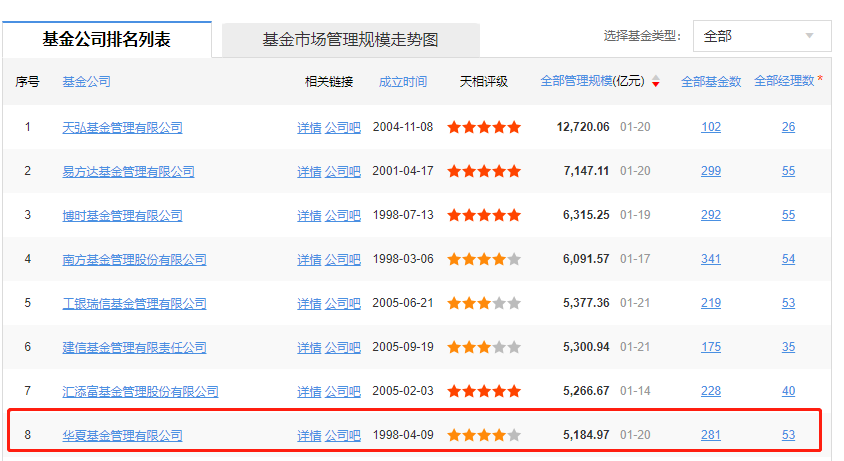 基金公司排名列表 基金市场管理规模走势图 选择基金类型: 全部
序号 基金公司 相关链接 成立时间 天相评级 全部管理规模(亿元) 全部基金数 全部经理数 *
1 天弘基金管理有限公司 详情 公司吧 2004-11-08 12,720.06 01-20 102 26
2 易方达基金管理有限公司 详情 公司吧 2001-04-17 7,147.11 01-20 299 55
3 博时基金管理有限公司 详情 公司吧 1998-07-13 6,315.25 01-19 292 55
4 南方基金管理股份有限公司 详情 公司吧 1998-03-06 6,091.57 01-17 341 54
5 工银瑞信基金管理有限公司 详情 公司吧 2005-06-21 5,377.36 01-21 219 53
6 建信基金管理有限责任公司 详情 公司吧 2005-09-19 5,300.94 01-21 175 35
7 汇添富基金管理股份有限公司 详情 公司吧 2005-02-03 5,266.67 01-14 228 40
8 华夏基金管理有限公司 详情 公司吧 1998-04-09 5,184.97 01-20 281 53